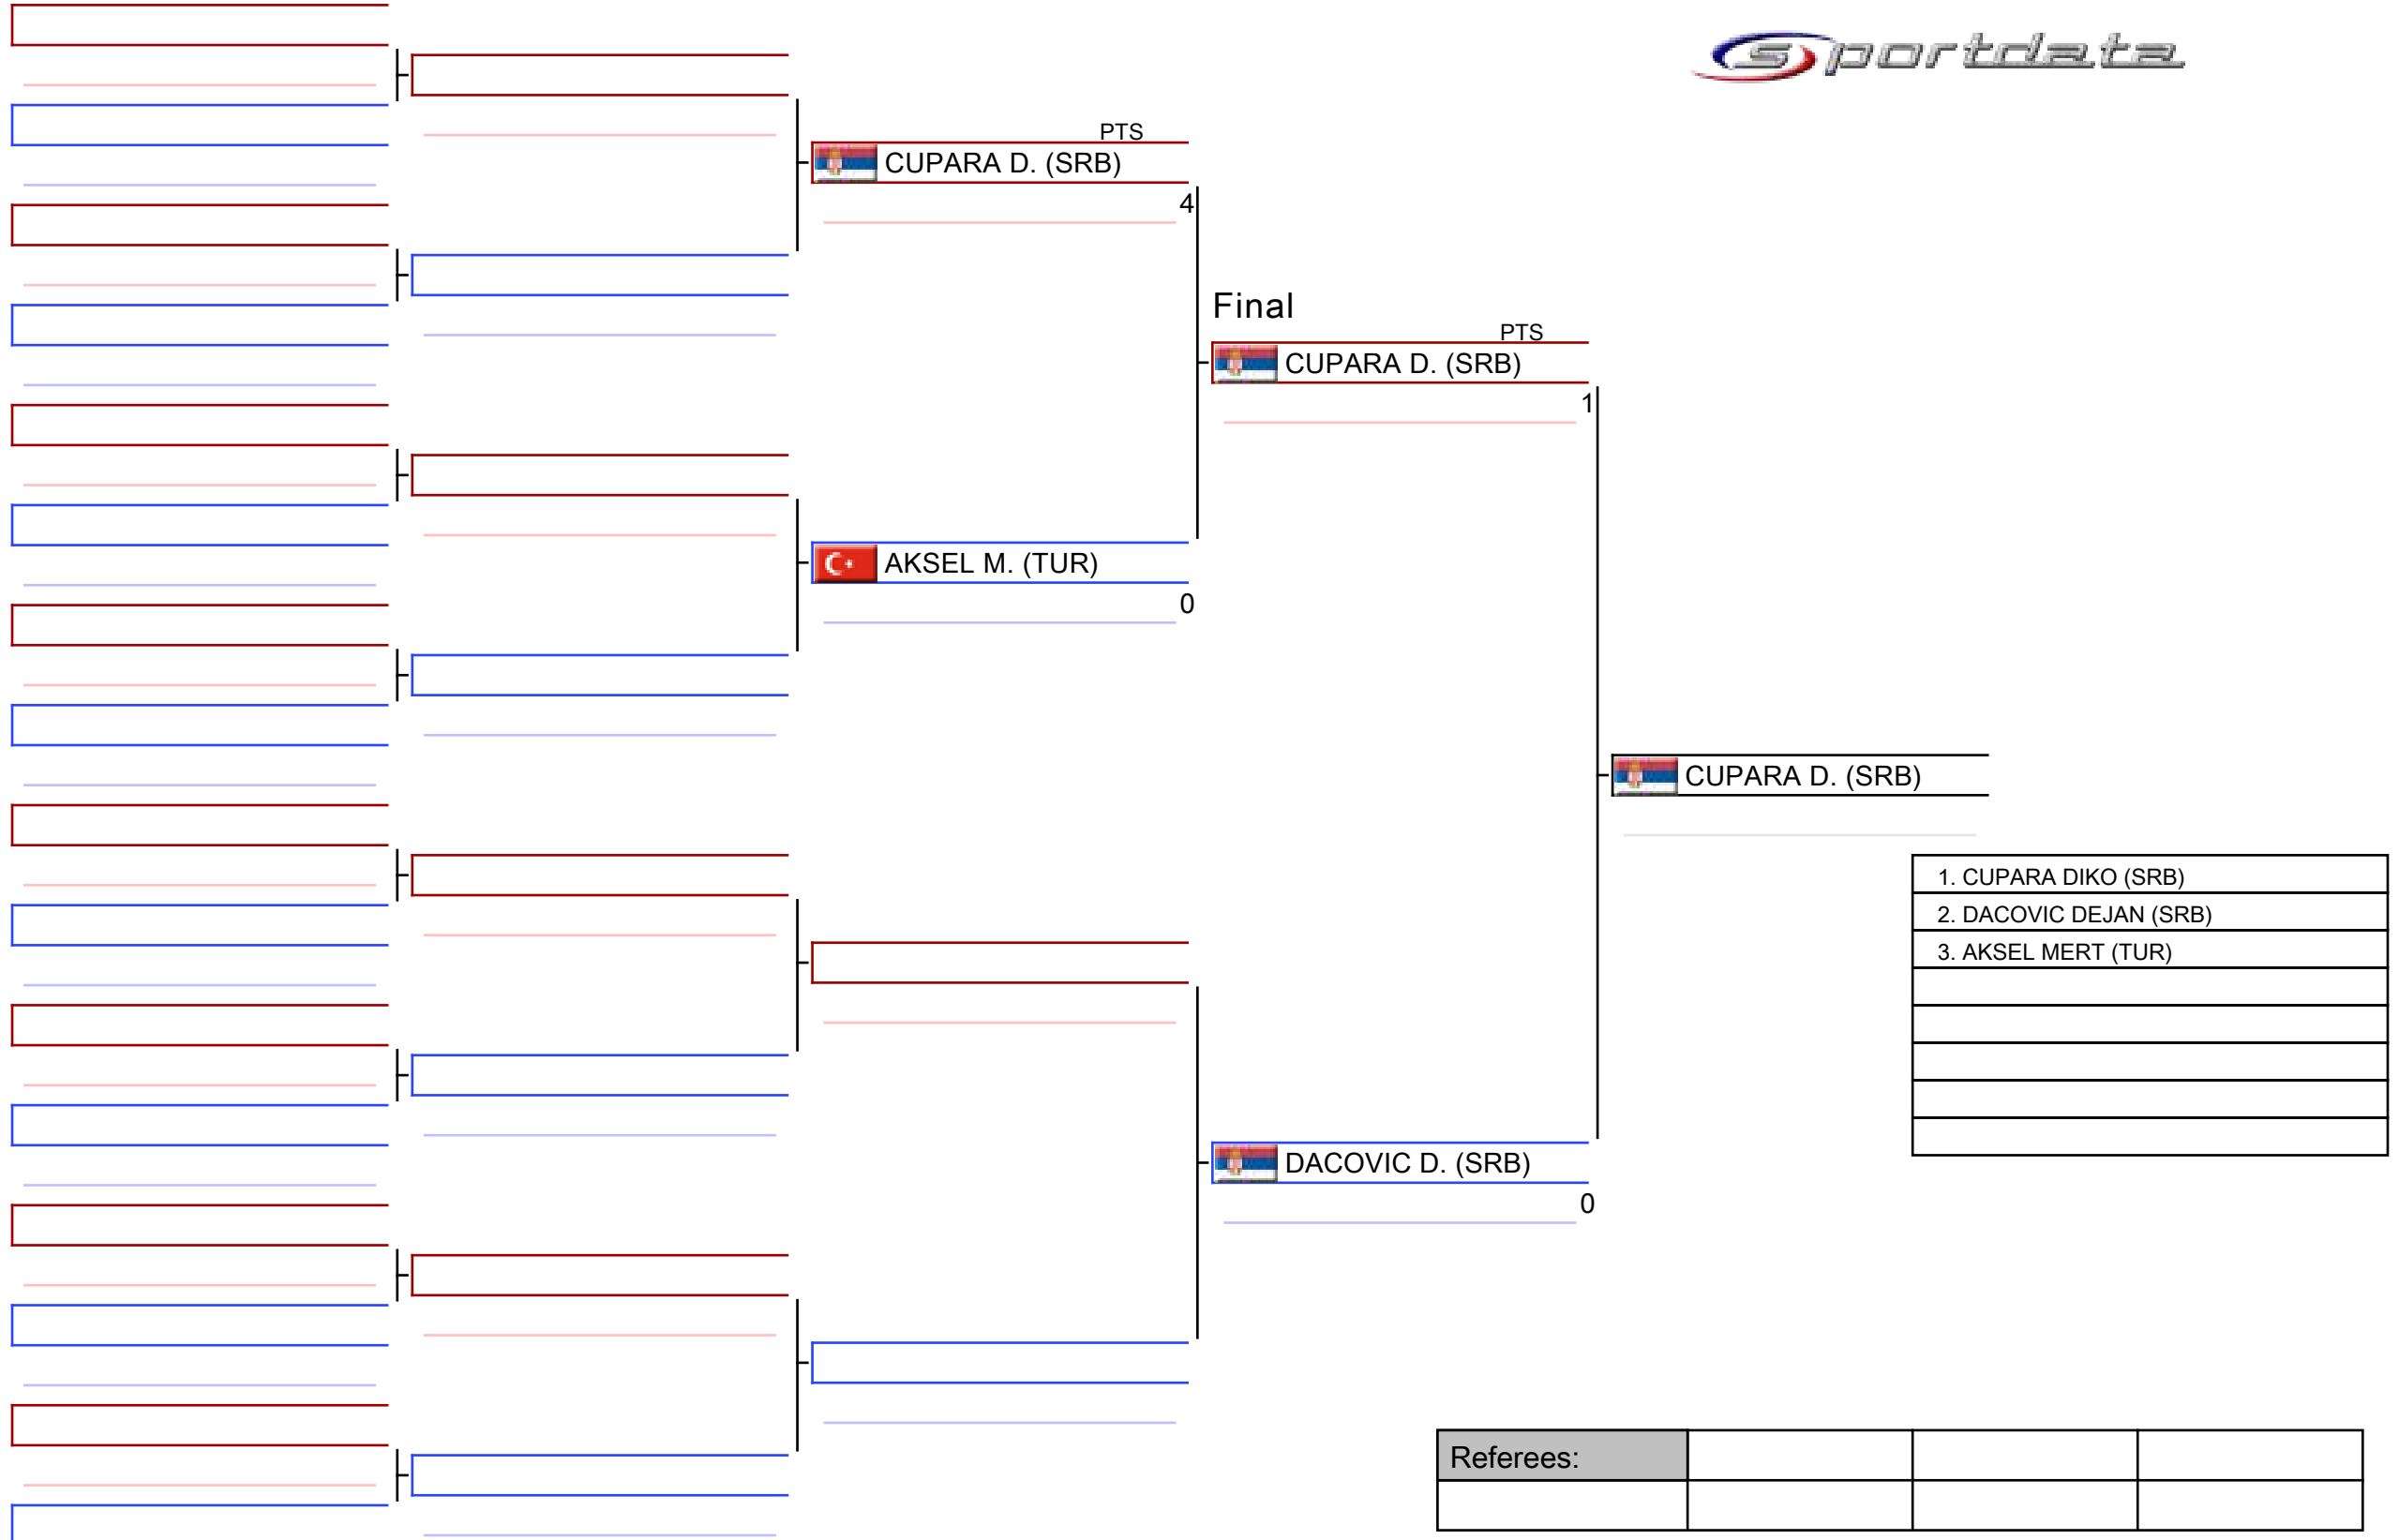 sportdata
PTS
CUPARA D. (SRB)
4
Final
PTS
CUPARA D. (SRB)
1
AKSEL M. (TUR)
0
CUPARA D. (SRB)
1. CUPARA DIKO (SRB)
2. DACOVIC DEJAN (SRB)
3. AKSEL MERT (TUR)
DACOVIC D. (SRB)
0
Referees: